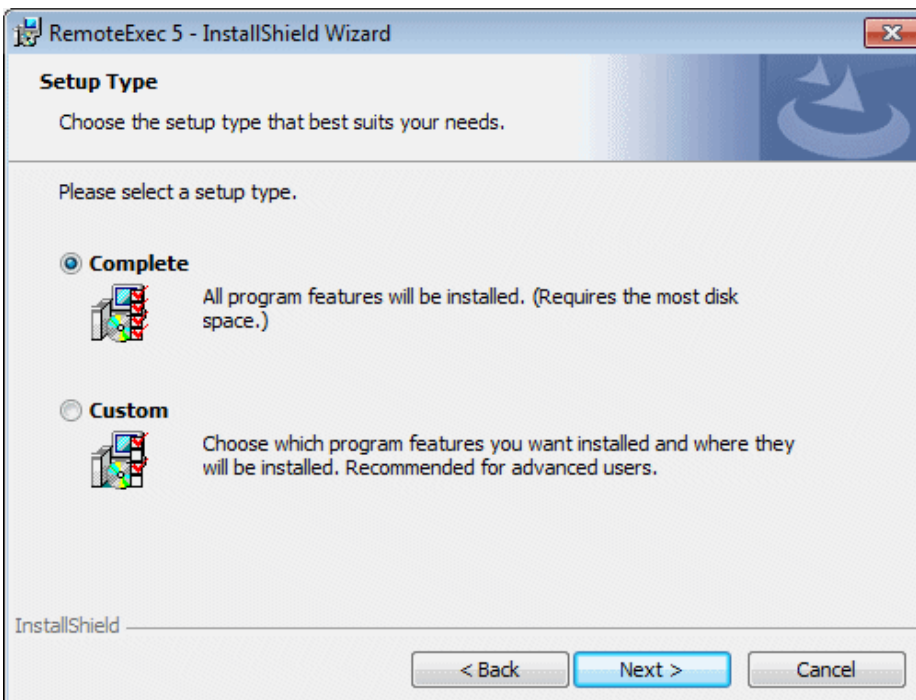 RemoteExec 5 - InstallShield Wizard
Setup Type
Choose the setup type that best suits your needs.
Please select a setup type.
Complete
All program features will be installed. (Requires the most disk
space.)
Custom
Choose which program features you want installed and where they
will be installed. Recommended for advanced users.
InstallShield
< Back
Next >
Cancel